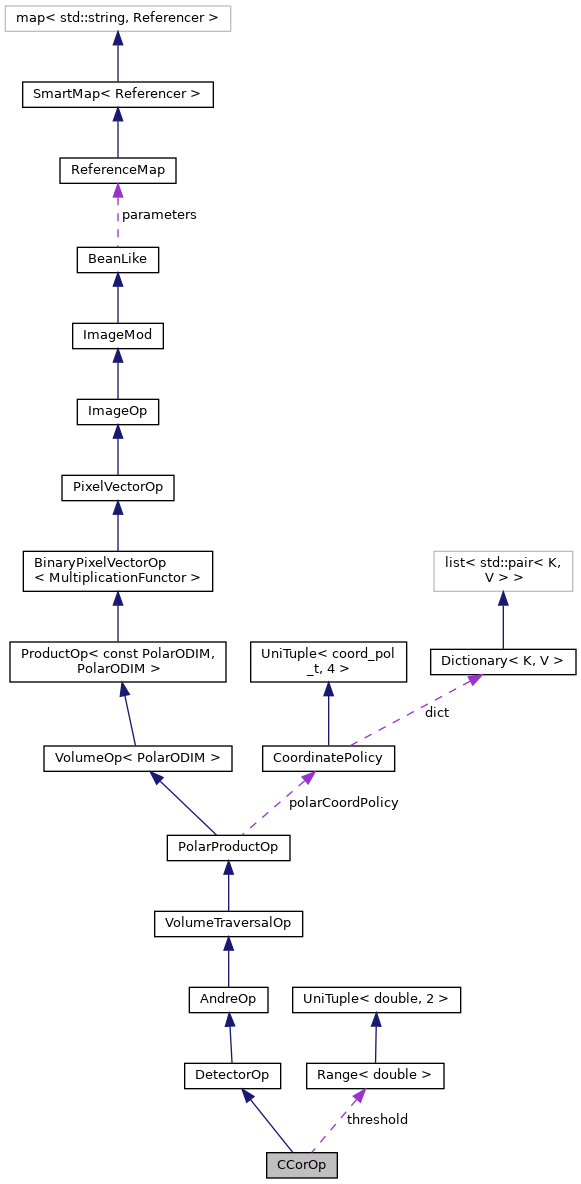 map< std::string, Referencer >
SmartMap< Referencer >
ReferenceMap
parameters
BeanLike
ImageMod
ImageOp
PixelVectorOp
BinaryPixelVectorOp
< MultiplicationFunctor >
list< std::pair< K,
V > >
ProductOp< const PolarODIM,
PolarODIM >
UniTuple< coord_pol
_t, 4 >
Dictionary< K, V >
dict
VolumeOp< PolarODIM >
CoordinatePolicy
polarCoordPolicy
PolarProductOp
VolumeTraversalOp
AndreOp
UniTuple< double, 2 >
DetectorOp
Range< double >
threshold
CCorOp